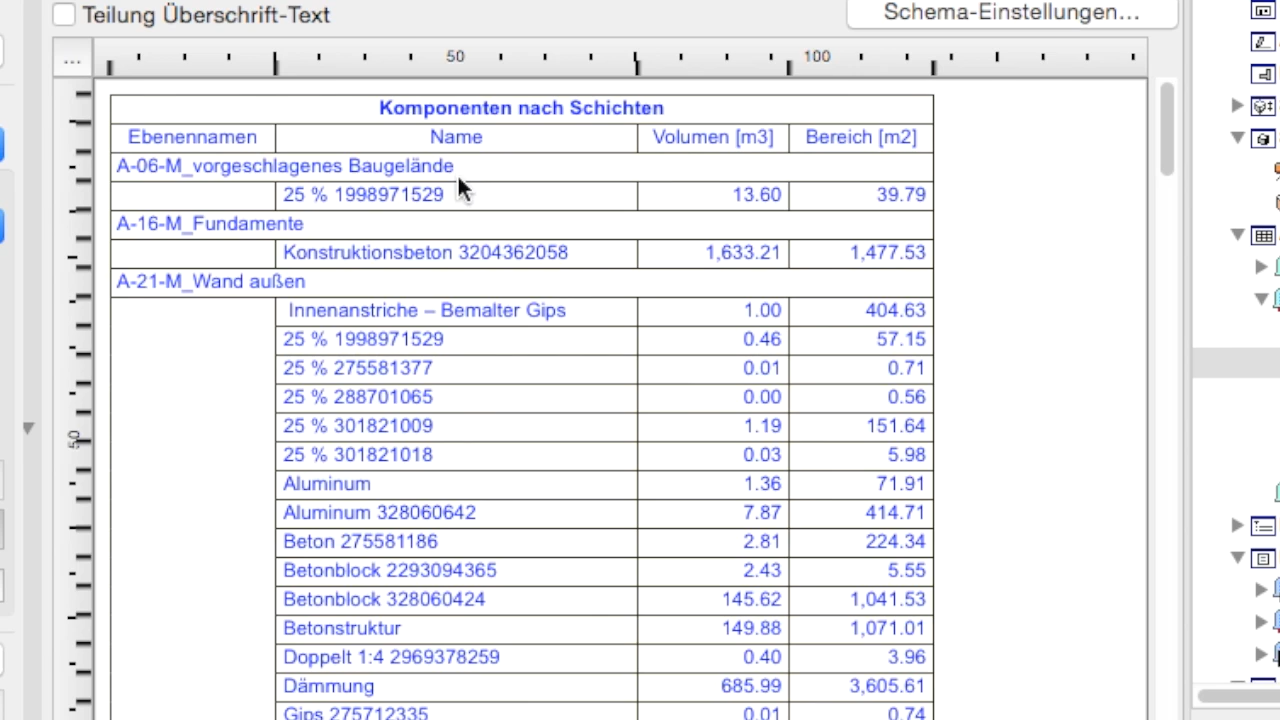 Teilung Überschrift-Text
Schema-Einstellungen...
...
50
100
50
Komponenten nach Schichten
Ebenennamen Name Volumen [m3] Bereich [m2]
A-06-M_vorgeschlagenes Baugelände
25 % 1998971529 13.60 39.79
A-16-M_Fundamente
Konstruktionsbeton 3204362058 1,633.21 1,477.53
A-21-M_Wand außen
Innenanstriche – Bemalter Gips 1.00 404.63
25 % 1998971529 0.46 57.15
25 % 275581377 0.01 0.71
25 % 288701065 0.00 0.56
25 % 301821009 1.19 151.64
25 % 301821018 0.03 5.98
Aluminum 1.36 71.91
Aluminum 328060642 7.87 414.71
Beton 275581186 2.81 224.34
Betonblock 2293094365 2.43 5.55
Betonblock 328060424 145.62 1,041.53
Betonstruktur 149.88 1,071.01
Doppelt 1:4 2969378259 0.40 3.96
Dämmung 685.99 3,605.61
Gips 275712335 0.01 0.74